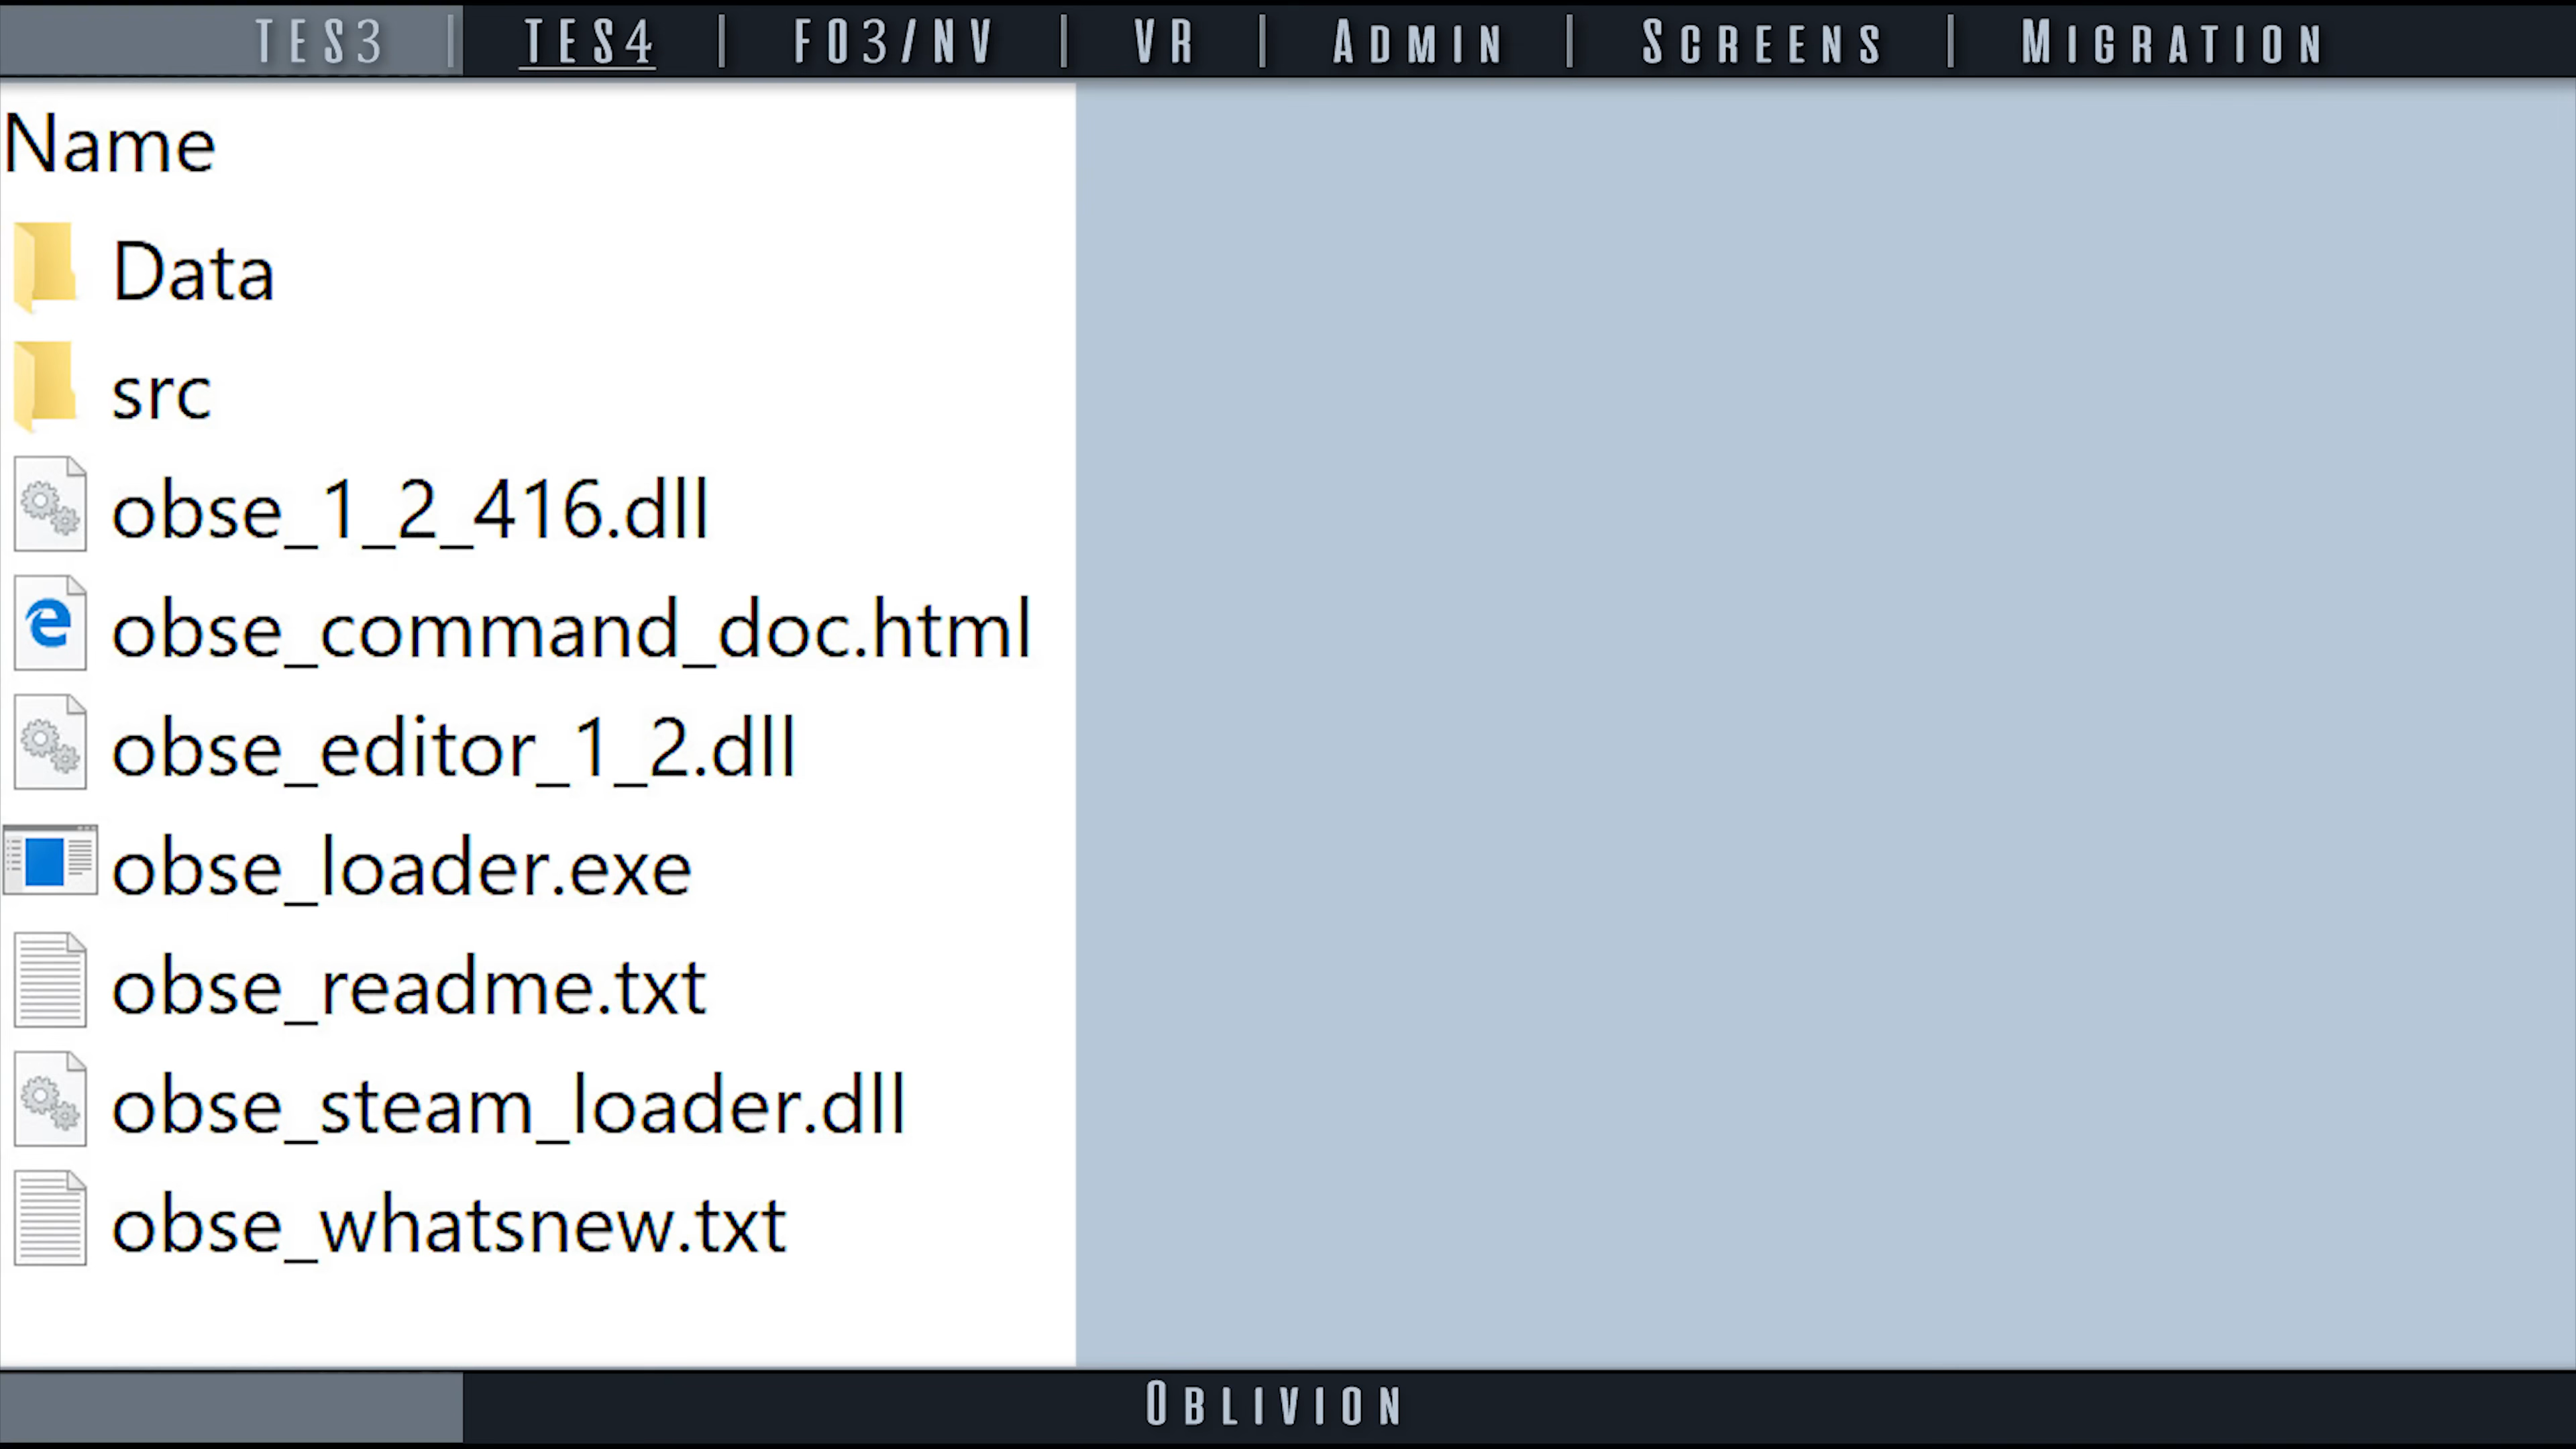 TES3 | TES4 | FO3/NV | VR | Admin | Screens | Migration
Name
Data
src
obse_1_2_416.dll
obse_command_doc.html
obse_editor_1_2.dll
obse_loader.exe
obse_readme.txt
obse_steam_loader.dll
obse_whatsnew.txt
Oblivion